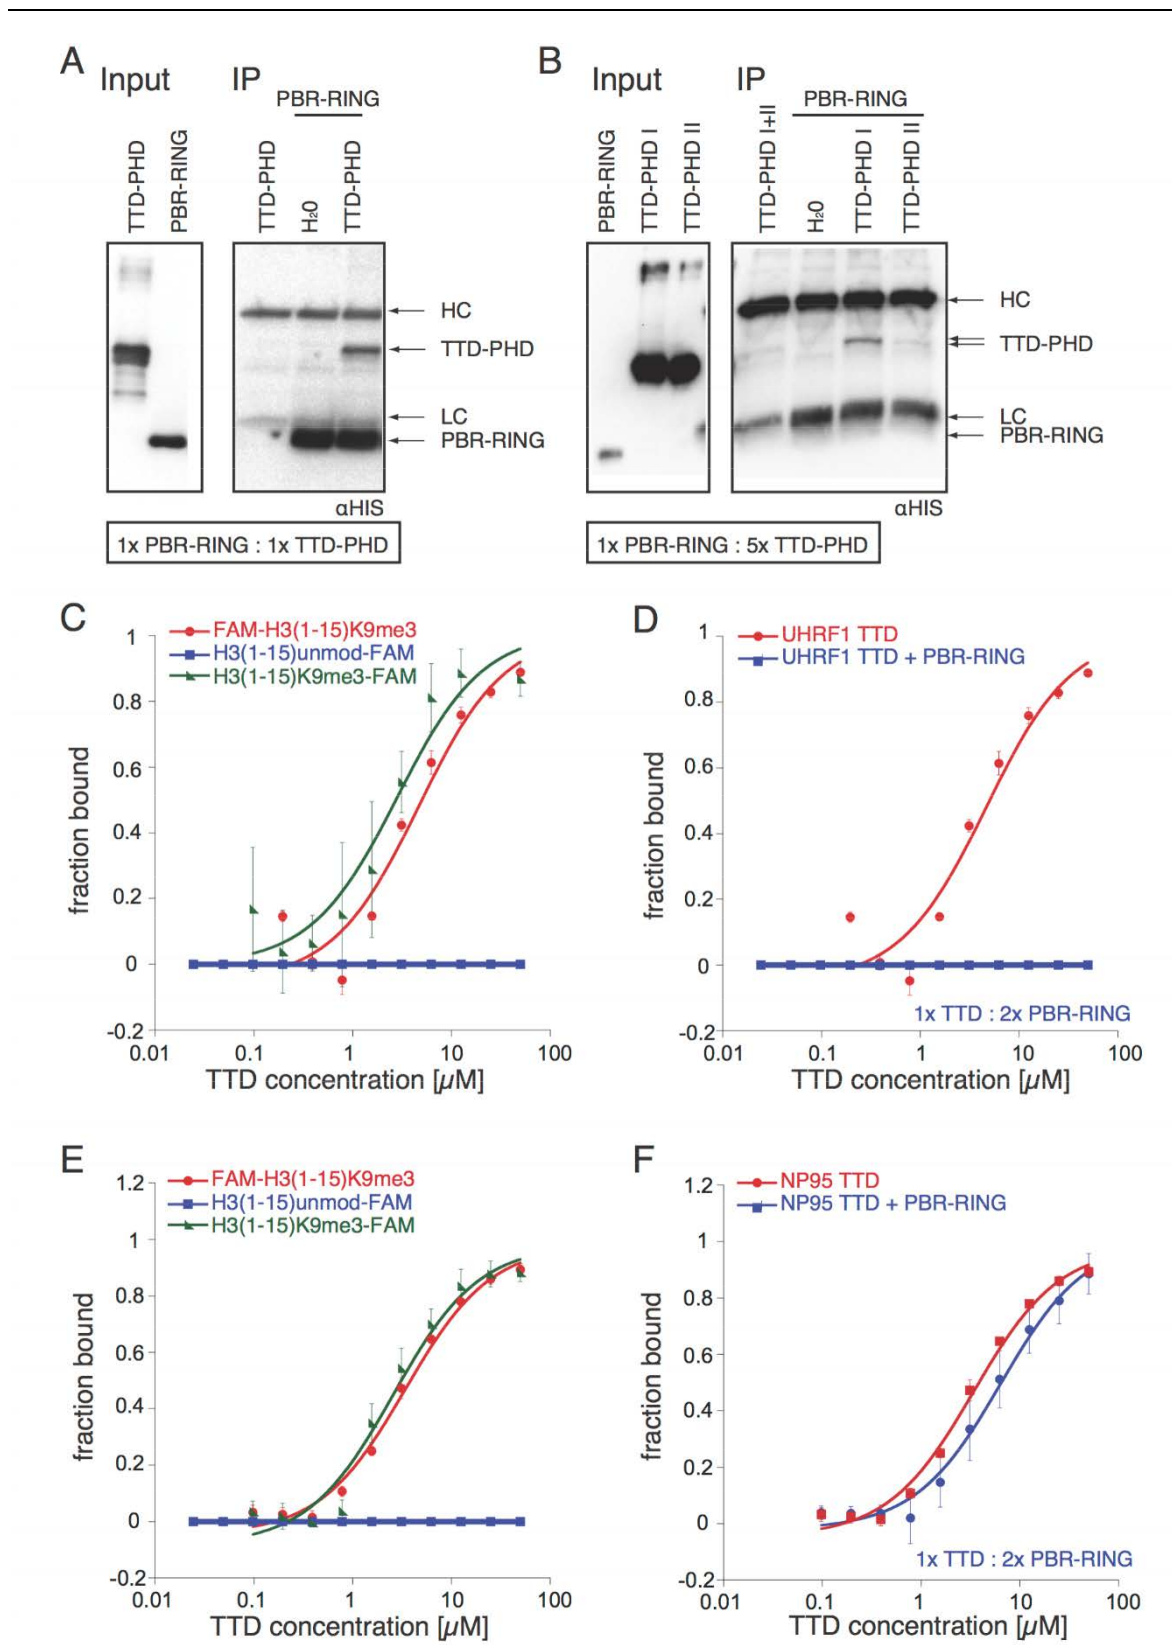 A
Input
IP
PBR-RING
TTD-PHD
PBR-RING
TTD-PHD
H₂0
TTD-PHD
HC
TTD-PHD
LC
PBR-RING
αHIS
1x PBR-RING : 1x TTD-PHD
B
Input
IP
PBR-RING
PBR-RING
TTD-PHD I
TTD-PHD II
TTD-PHD I+II
H₂0
TTD-PHD I
TTD-PHD II
HC
TTD-PHD
LC
PBR-RING
αHIS
1x PBR-RING : 5x TTD-PHD
C
FAM-H3(1-15)K9me3
H3(1-15)unmod-FAM
H3(1-15)K9me3-FAM
fraction bound
1
0.8
0.6
0.4
0.2
0
-0.2
0.01 0.1 1 10 100
TTD concentration [µM]
D
UHRF1 TTD
UHRF1 TTD + PBR-RING
fraction bound
1
0.8
0.6
0.4
0.2
0
-0.2
1x TTD : 2x PBR-RING
0.01 0.1 1 10 100
TTD concentration [µM]
E
FAM-H3(1-15)K9me3
H3(1-15)unmod-FAM
H3(1-15)K9me3-FAM
fraction bound
1.2
1
0.8
0.6
0.4
0.2
0
-0.2
0.01 0.1 1 10 100
TTD concentration [µM]
F
NP95 TTD
NP95 TTD + PBR-RING
fraction bound
1.2
1
0.8
0.6
0.4
0.2
0
-0.2
1x TTD : 2x PBR-RING
0.01 0.1 1 10 100
TTD concentration [µM]